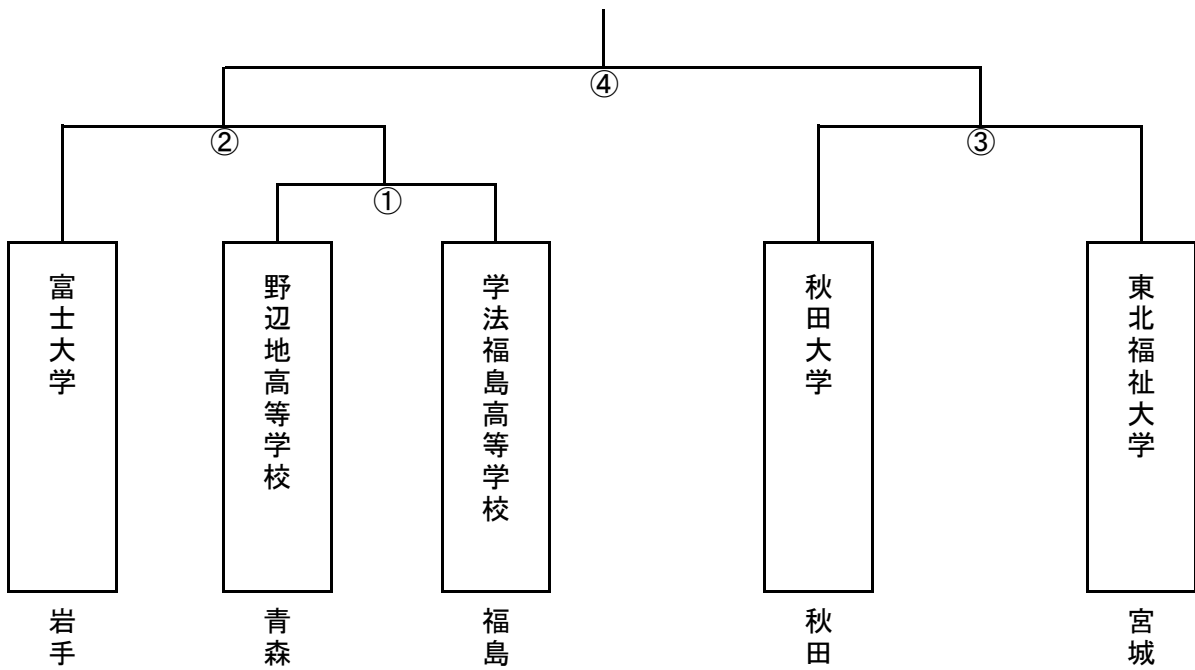 ④
②
③
①
富士大学
野辺地高等学校
学法福島高等学校
秋田大学
東北福祉大学
岩手
青森
福島
秋田
宮城